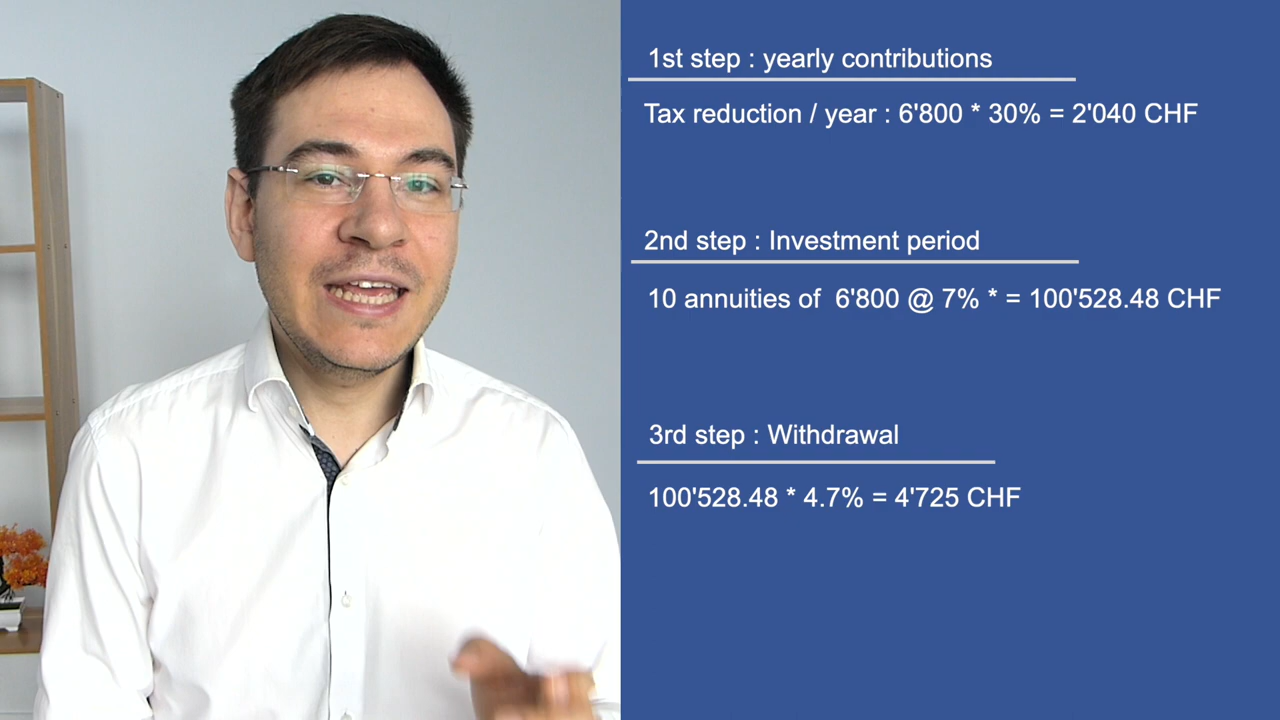 1st step : yearly contributions
Tax reduction / year : 6'800 * 30% = 2'040 CHF
2nd step : Investment period
10 annuities of 6'800 @ 7% * = 100'528.48 CHF
3rd step : Withdrawal
100'528.48 * 4.7% = 4'725 CHF